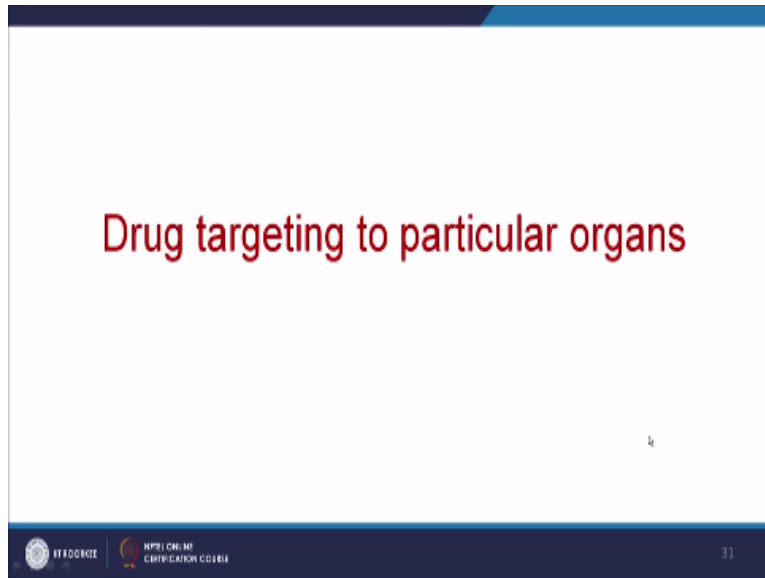 Drug targeting to particular organs
IIT ROORKEE
NPTEL ONLINE
CERTIFICATION COURSE
31